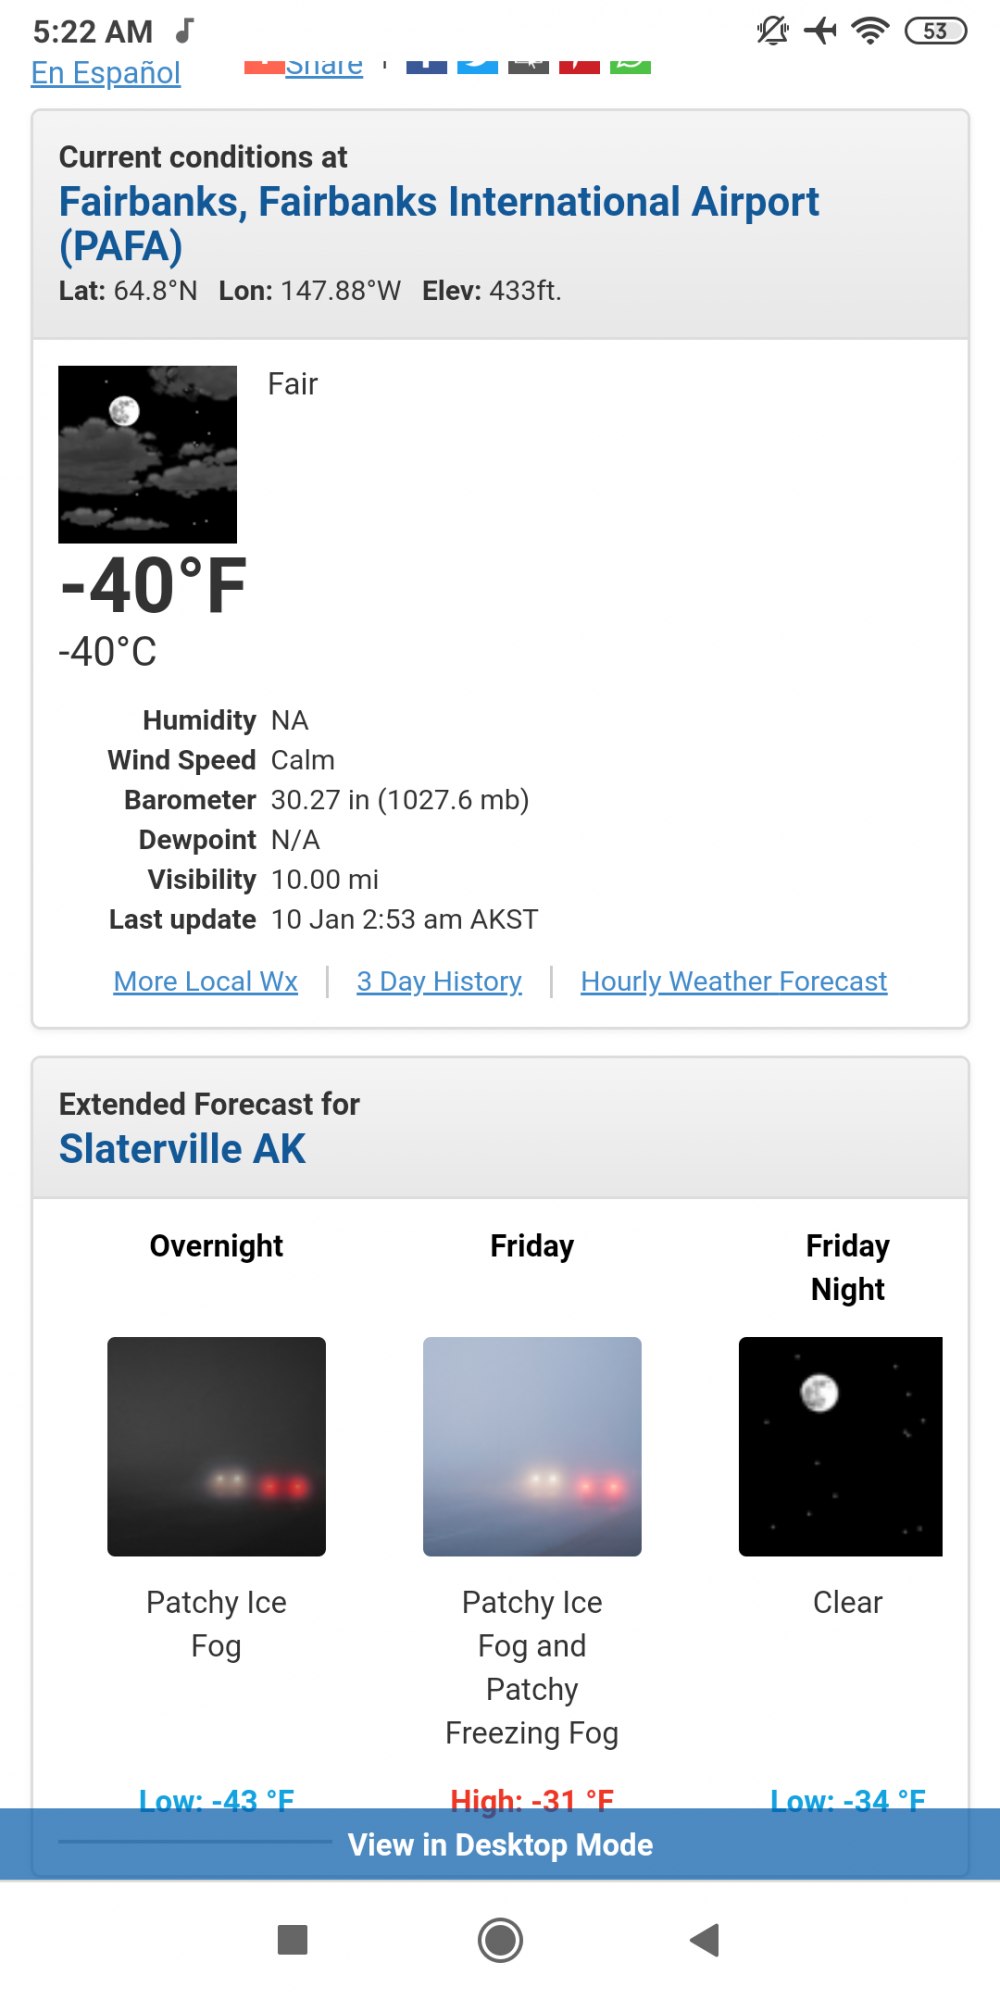 5:22 AM
53
En Español
Share
Current conditions at
Fairbanks, Fairbanks International Airport
(PAFA)
Lat: 64.8°N Lon: 147.88°W Elev: 433ft.
Fair
-40°F
-40°C
Humidity NA
Wind Speed Calm
Barometer 30.27 in (1027.6 mb)
Dewpoint N/A
Visibility 10.00 mi
Last update 10 Jan 2:53 am AKST
More Local Wx | 3 Day History | Hourly Weather Forecast
Extended Forecast for
Slaterville AK
Overnight
Friday
Friday
Night
Patchy Ice
Fog
Patchy Ice
Fog and
Patchy
Freezing Fog
Clear
Low: -43 °F
High: -31 °F
Low: -34 °F
View in Desktop Mode